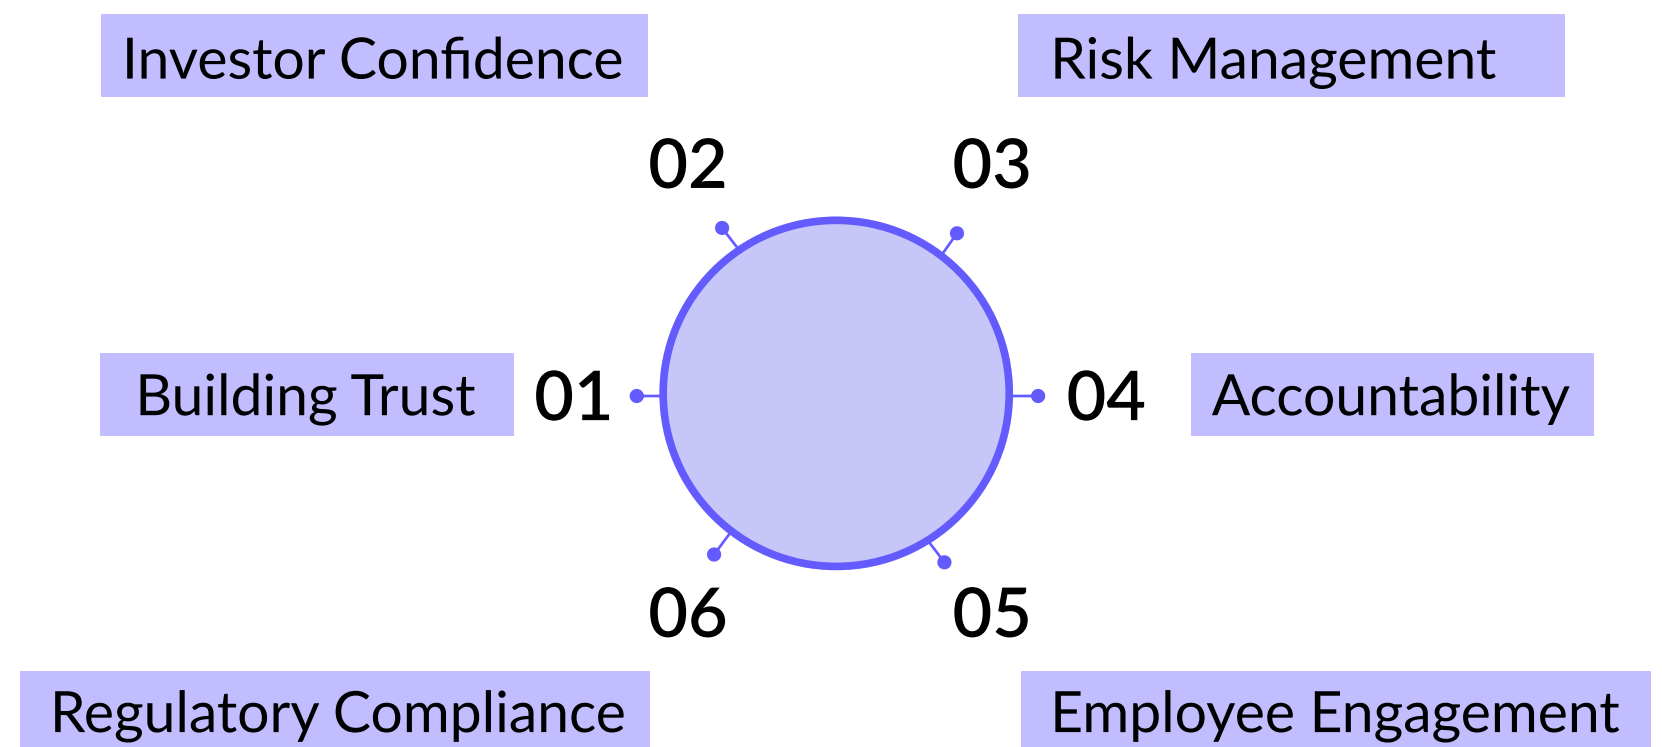 Investor Confidence
Risk Management
02
03
Building Trust
01
04
Accountability
06
05
Regulatory Compliance
Employee Engagement